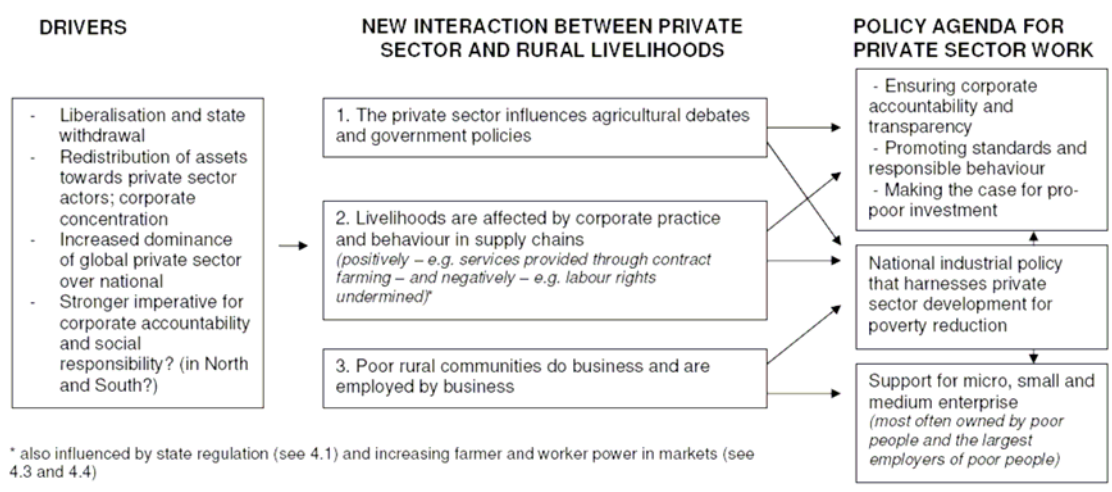 DRIVERS
- Liberalisation and state
withdrawal
- Redistribution of assets
towards private sector
actors; corporate
concentration
- Increased dominance
of global private sector
over national
- Stronger imperative for
corporate accountability
and social
responsibility? (in North
and South?)
NEW INTERACTION BETWEEN PRIVATE
SECTOR AND RURAL LIVELIHOODS
1. The private sector influences agricultural debates
and government policies
2. Livelihoods are affected by corporate practice
and behaviour in supply chains
(positively – e.g. services provided through contract
farming – and negatively – e.g. labour rights
undermined)*
3. Poor rural communities do business and are
employed by business
POLICY AGENDA FOR
PRIVATE SECTOR WORK
- Ensuring corporate
accountability and
transparency
- Promoting standards and
responsible behaviour
- Making the case for pro-
poor investment
National industrial policy
that harnesses private
sector development for
poverty reduction
Support for micro, small and
medium enterprise
(most often owned by poor
people and the largest
employers of poor people)
* also influenced by state regulation (see 4.1) and increasing farmer and worker power in markets (see
4.3 and 4.4)